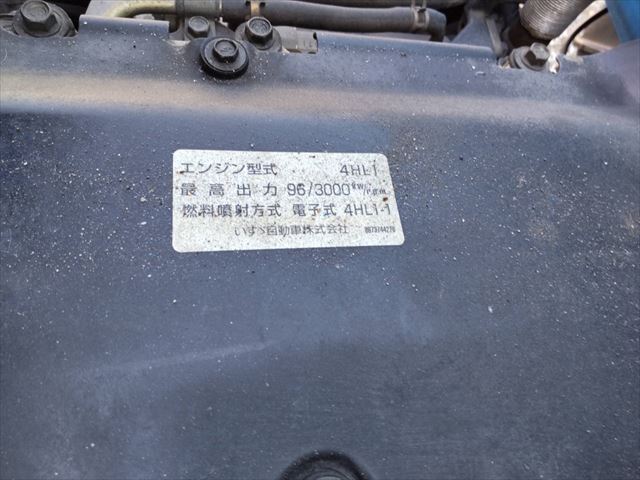 エンジン型式 4HL1
最高出力 96/3000 kW/r.p.m.
燃料噴射方式 電子式 4HL1-1
いすゞ自動車株式会社